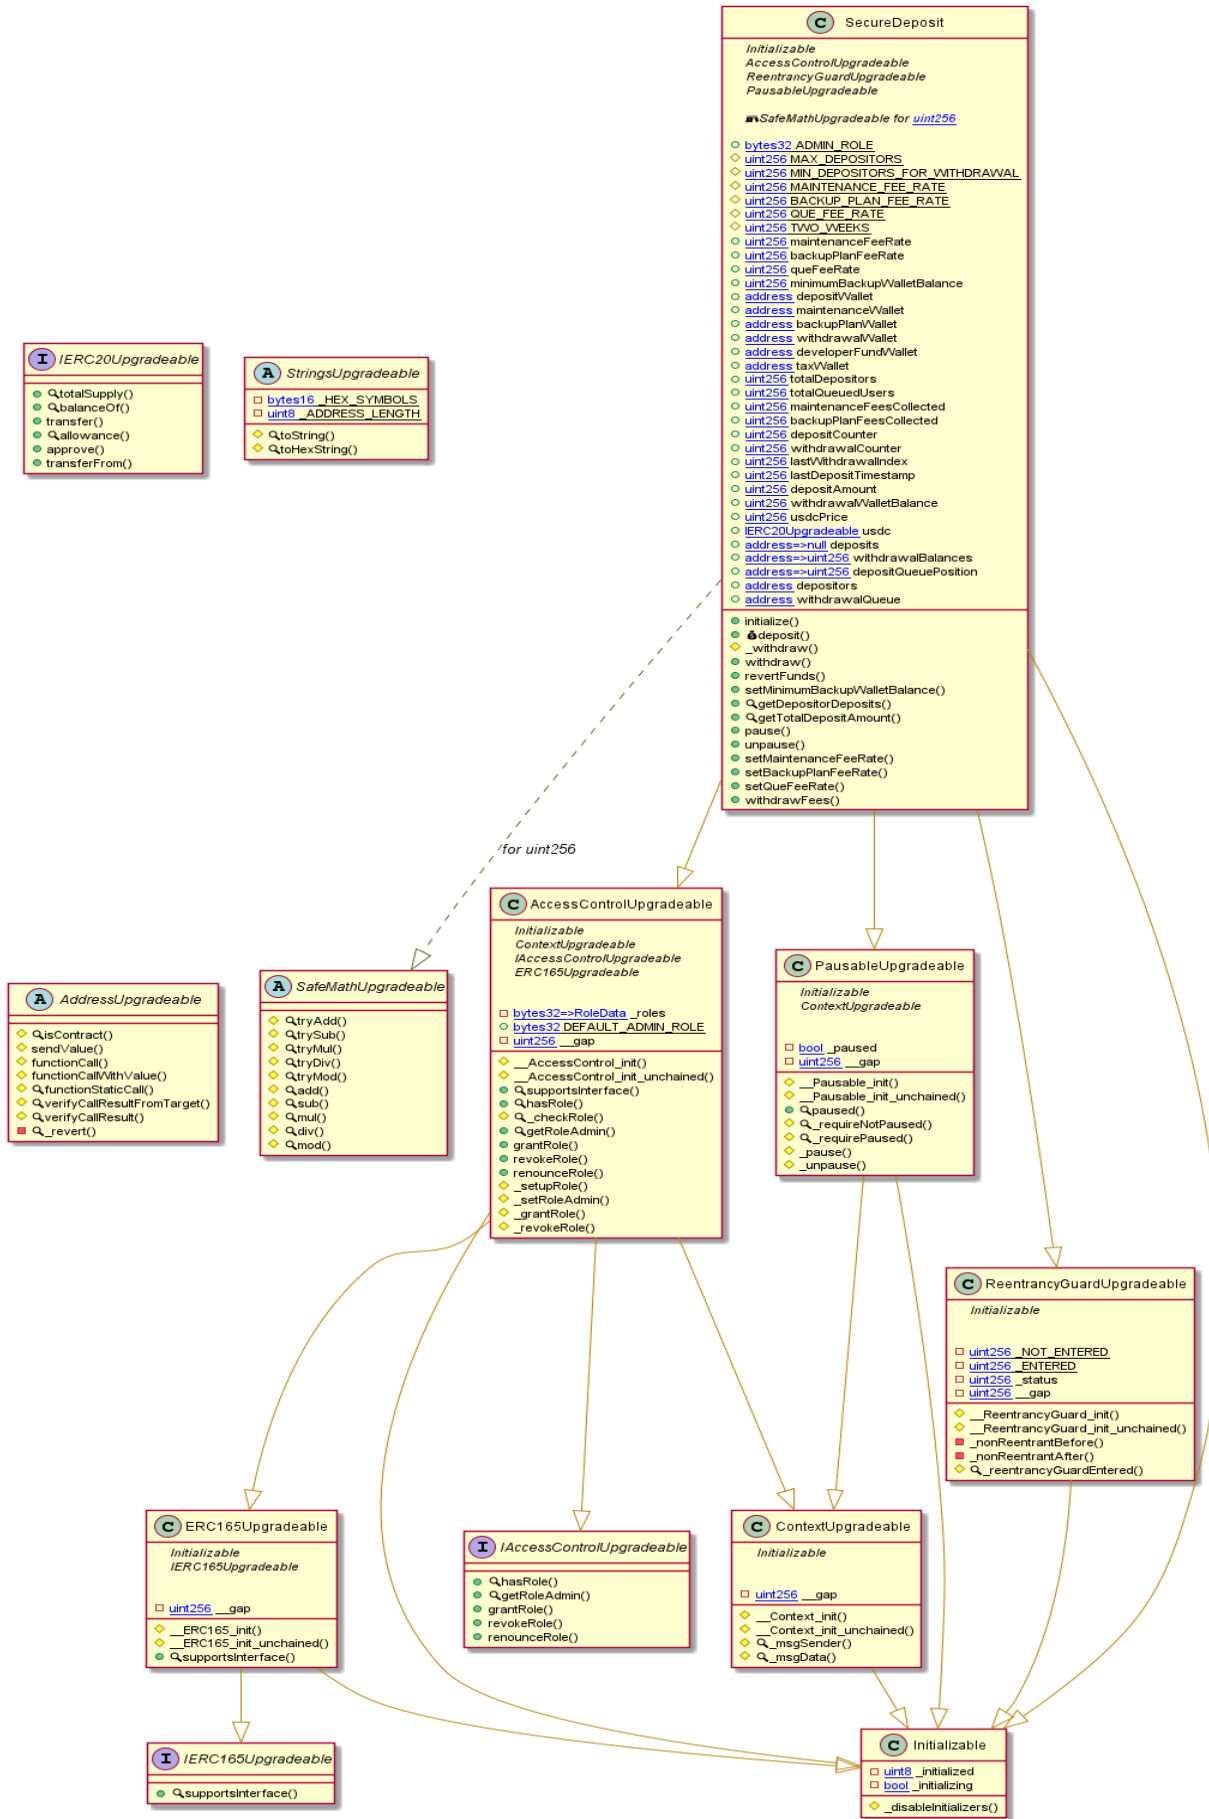 C SecureDeposit
Initializable
AccessControlUpgradeable
ReentrancyGuardUpgradeable
PausableUpgradeable
SafeMathUpgradeable for uint256
bytes32 ADMIN_ROLE
uint256 MAX_DEPOSITORS
uint256 MIN_DEPOSITORS_FOR_WITHDRAWAL
uint256 MAINTENANCE_FEE_RATE
uint256 BACKUP_PLAN_FEE_RATE
uint256 QUE_FEE_RATE
uint256 TWO_WEEKS
uint256 maintenanceFeeRate
uint256 backupPlanFeeRate
uint256 queFeeRate
uint256 minimumBackupWalletBalance
address depositWallet
address maintenanceWallet
address backupPlanWallet
address withdrawalWallet
address developerFundWallet
address taxWallet
uint256 totalDepositors
uint256 totalQueuedUsers
uint256 maintenanceFeesCollected
uint256 backupPlanFeesCollected
uint256 depositCounter
uint256 withdrawalCounter
uint256 lastWithdrawalIndex
uint256 lastDepositTimestamp
uint256 depositAmount
uint256 withdrawalWalletBalance
uint256 usdcPrice
IERC20Upgradeable usdc
address=>null deposits
address=>uint256 withdrawalBalances
address=>uint256 depositQueuePosition
address depositors
address withdrawalQueue
initialize()
deposit()
_withdraw()
withdraw()
revertFunds()
setMinimumBackupWalletBalance()
getDepositorDeposits()
getTotalDepositAmount()
pause()
unpause()
setMaintenanceFeeRate()
setBackupPlanFeeRate()
setQueFeeRate()
withdrawFees()
I IERC20Upgradeable
totalSupply()
balanceOf()
transfer()
allowance()
approve()
transferFrom()
A StringsUpgradeable
bytes16 _HEX_SYMBOLS
uint8 _ADDRESS_LENGTH
toString()
toHexString()
for uint256
A AddressUpgradeable
isContract()
sendValue()
functionCall()
functionCallWithValue()
functionStaticCall()
verifyCallResultFromTarget()
verifyCallResult()
_revert()
A SafeMathUpgradeable
tryAdd()
trySub()
tryMul()
tryDiv()
tryMod()
add()
sub()
mul()
div()
mod()
C AccessControlUpgradeable
Initializable
ContextUpgradeable
IAccessControlUpgradeable
ERC165Upgradeable
bytes32=>RoleData _roles
bytes32 DEFAULT_ADMIN_ROLE
uint256 __gap
__AccessControl_init()
__AccessControl_init_unchained()
supportsInterface()
hasRole()
_checkRole()
getRoleAdmin()
grantRole()
revokeRole()
renounceRole()
_setupRole()
_setRoleAdmin()
_grantRole()
_revokeRole()
C PausableUpgradeable
Initializable
ContextUpgradeable
bool _paused
uint256 __gap
__Pausable_init()
__Pausable_init_unchained()
paused()
_requireNotPaused()
_requirePaused()
_pause()
_unpause()
C ReentrancyGuardUpgradeable
Initializable
uint256 _NOT_ENTERED
uint256 _ENTERED
uint256 _status
uint256 __gap
__ReentrancyGuard_init()
__ReentrancyGuard_init_unchained()
_nonReentrantBefore()
_nonReentrantAfter()
_reentrancyGuardEntered()
C ERC165Upgradeable
Initializable
IERC165Upgradeable
uint256 __gap
__ERC165_init()
__ERC165_init_unchained()
supportsInterface()
I IAccessControlUpgradeable
hasRole()
getRoleAdmin()
grantRole()
revokeRole()
renounceRole()
C ContextUpgradeable
Initializable
uint256 __gap
__Context_init()
__Context_init_unchained()
_msgSender()
_msgData()
I IERC165Upgradeable
supportsInterface()
C Initializable
uint8 _initialized
bool _initializing
_disableInitializers()